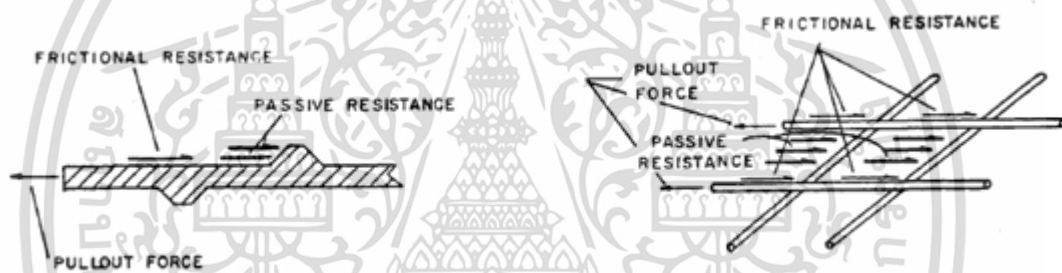 FRICTIONAL RESISTANCE
PASSIVE RESISTANCE
PULLOUT FORCE
FRICTIONAL RESISTANCE
PULLOUT
FORCE
PASSIVE
RESISTANCE